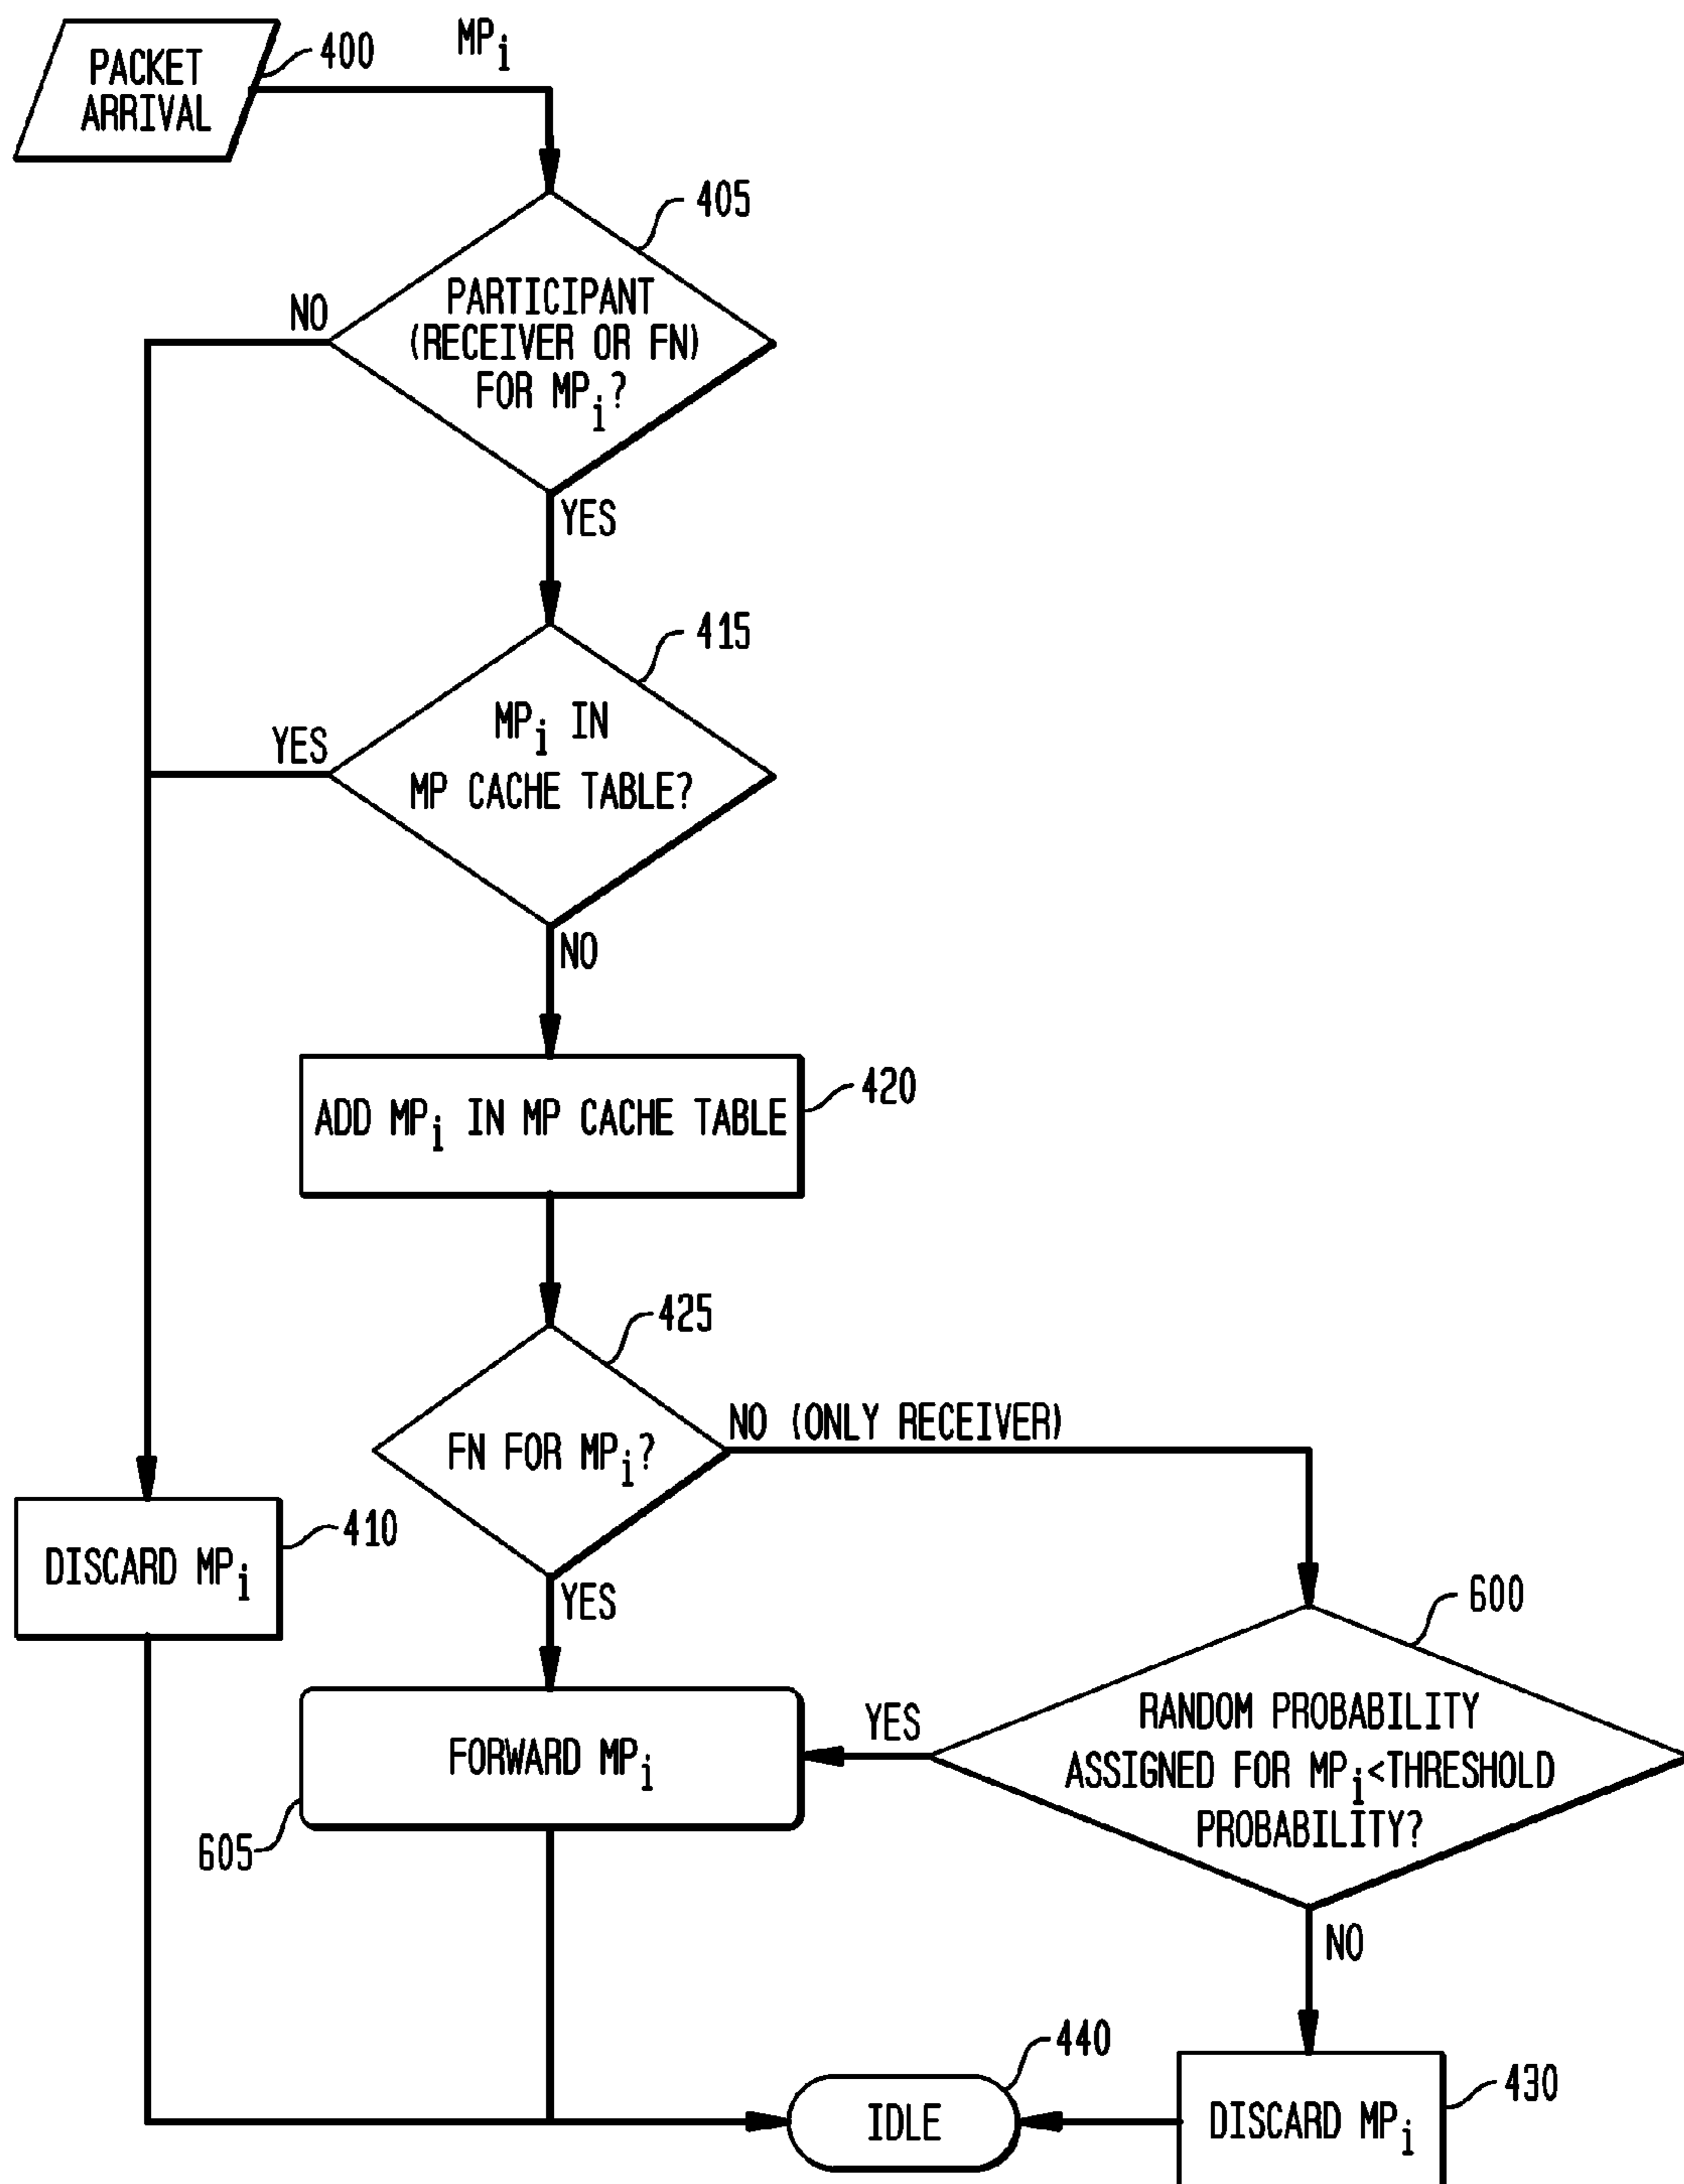 PACKET
ARRIVAL
400
MPi
405
PARTICIPANT
(RECEIVER OR FN)
FOR MPi?
NO
YES
415
MPi IN
MP CACHE TABLE?
YES
NO
ADD MPi IN MP CACHE TABLE
420
425
FN FOR MPi?
NO (ONLY RECEIVER)
YES
DISCARD MPi
410
600
RANDOM PROBABILITY
ASSIGNED FOR MPi<THRESHOLD
PROBABILITY?
YES
FORWARD MPi
605
NO
440
IDLE
DISCARD MPi
430